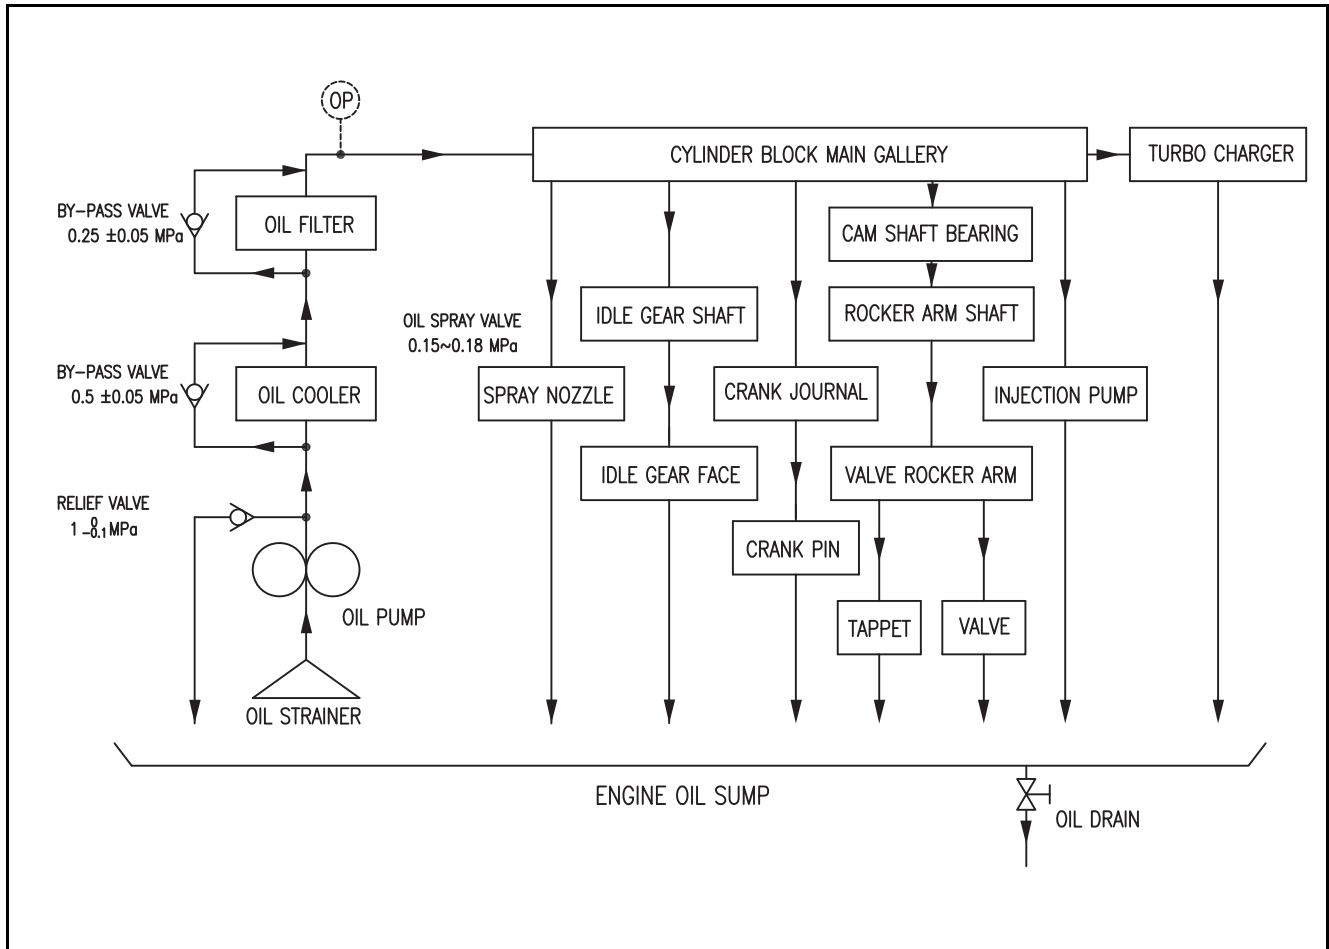 OP
CYLINDER BLOCK MAIN GALLERY
TURBO CHARGER
BY-PASS VALVE
0.25 ±0.05 MPa
OIL FILTER
CAM SHAFT BEARING
IDLE GEAR SHAFT
ROCKER ARM SHAFT
OIL SPRAY VALVE
0.15~0.18 MPa
BY-PASS VALVE
0.5 ±0.05 MPa
OIL COOLER
SPRAY NOZZLE
CRANK JOURNAL
INJECTION PUMP
IDLE GEAR FACE
VALVE ROCKER ARM
RELIEF VALVE
1 0 -0.1 MPa
CRANK PIN
OIL PUMP
TAPPET
VALVE
OIL STRAINER
ENGINE OIL SUMP
OIL DRAIN